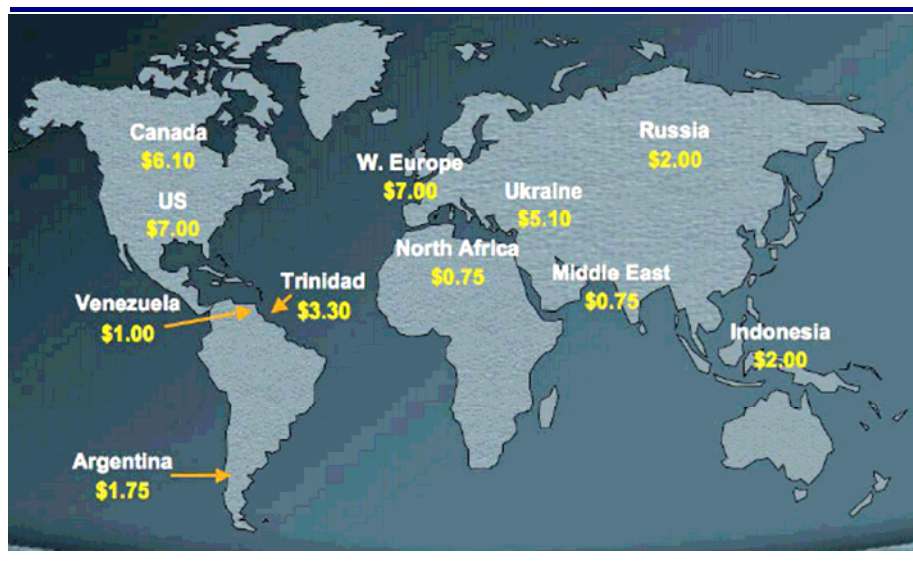 Canada
$6.10
US
$7.00
W. Europe
$7.00
Ukraine
$5.10
Russia
$2.00
North Africa
$0.75
Middle East
$0.75
Trinidad
$3.30
Venezuela
$1.00
Indonesia
$2.00
Argentina
$1.75